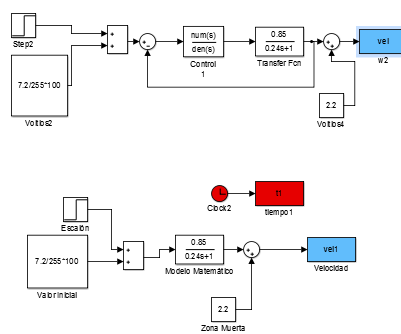 Step2
7.2/255*100
Voltios2
num(s)
den(s)
Control
1
0.85
0.24s+1
Transfer Fcn
2.2
Voltios4
vel
w2
Clock2
t1
tiempo1
Escalón
7.2/255*100
Valor inicial
0.85
0.24s+1
Modelo Matemático
2.2
Zona Muerta
vel1
Velocidad